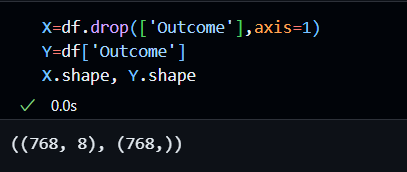 X=df.drop(['Outcome'],axis=1)
Y=df['Outcome']
X.shape, Y.shape
✓ 0.0s
((768, 8), (768,))